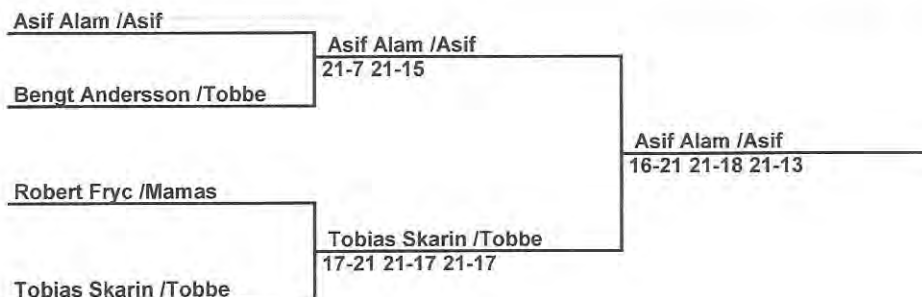 Asif Alam /Asif
Asif Alam /Asif
21-7 21-15
Bengt Andersson /Tobbe
Asif Alam /Asif
16-21 21-18 21-13
Robert Fryc /Mamas
Tobias Skarin /Tobbe
17-21 21-17 21-17
Tobias Skarin /Tobbe